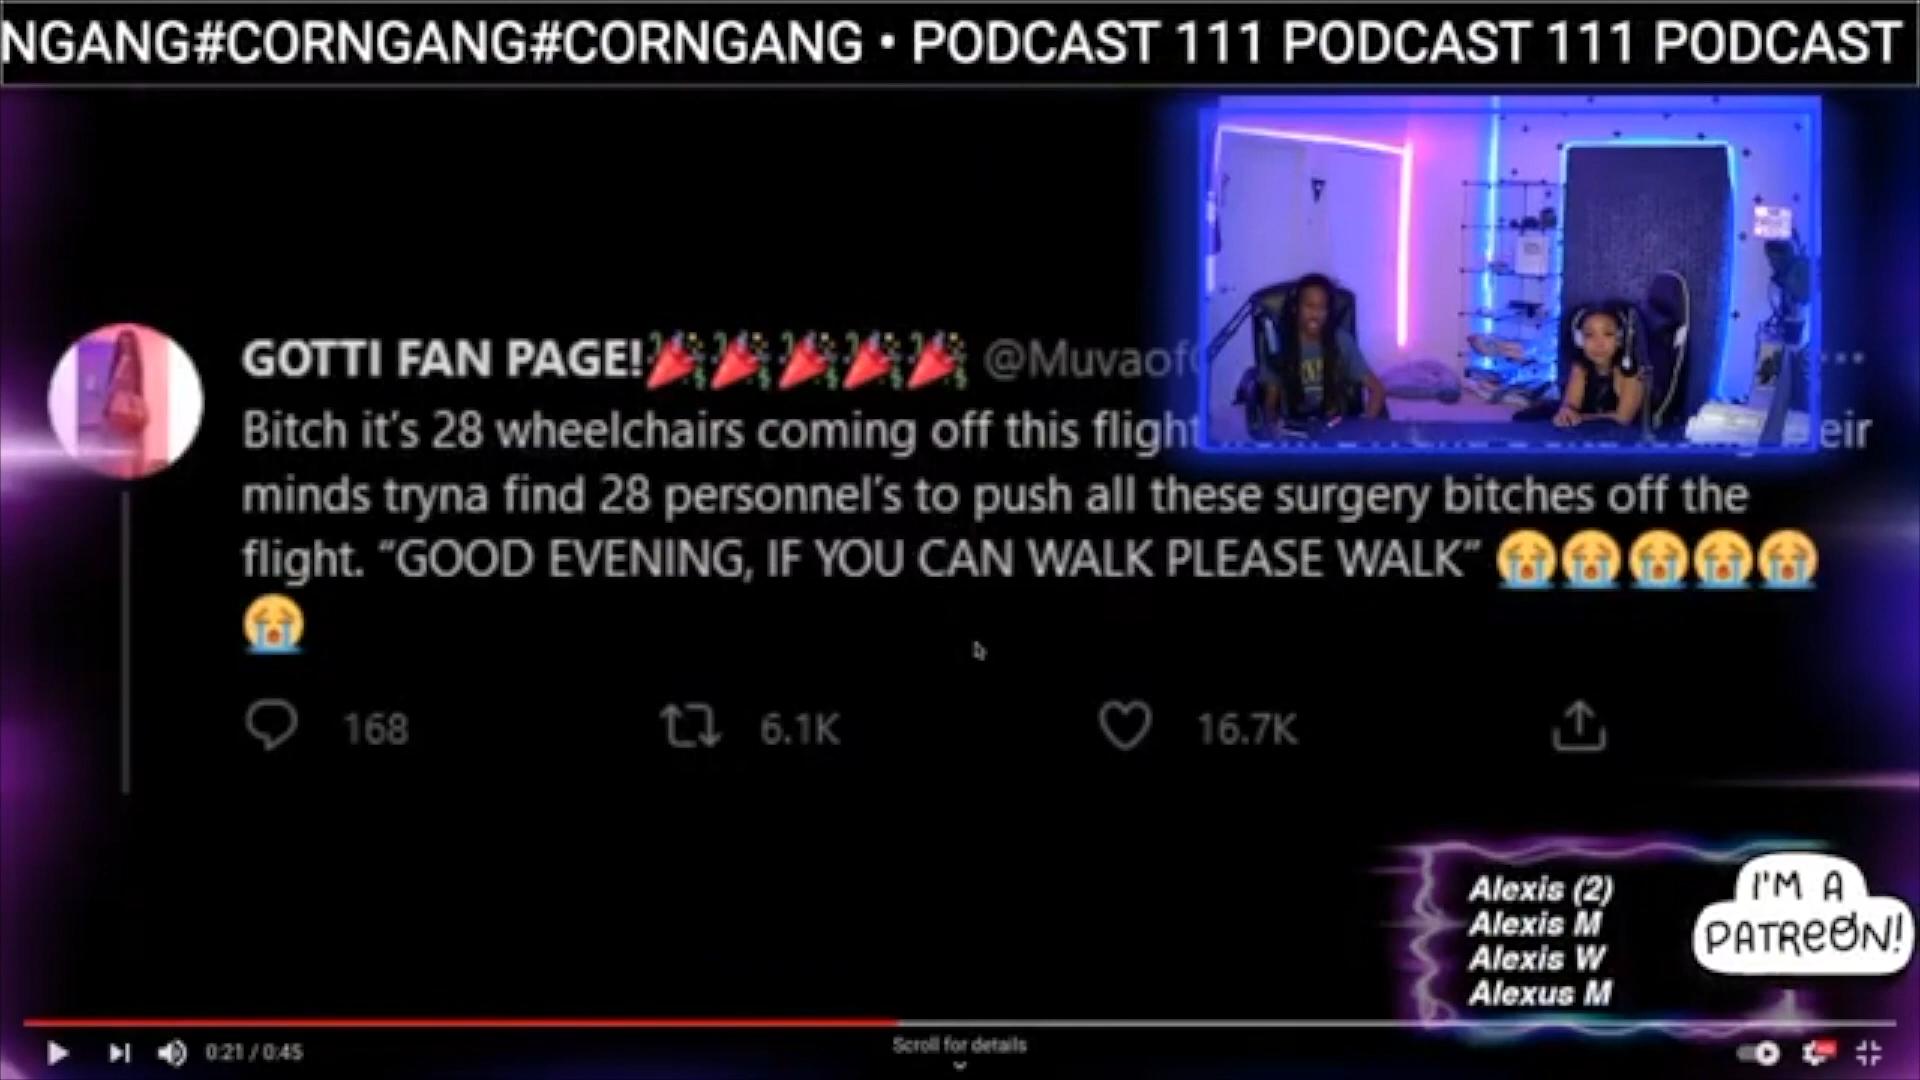 NGANG#CORNGANG#CORNGANG • PODCAST 111 PODCAST 111 PODCAST
GOTTI FAN PAGE!🎉🎉🎉🎉🎉 @Muvaof
Bitch it's 28 wheelchairs coming off this flight eir
minds tryna find 28 personnel's to push all these surgery bitches off the
flight. “GOOD EVENING, IF YOU CAN WALK PLEASE WALK” 😭😭😭😭😭
😭
168 6.1K 16.7K
Alexis (2)
Alexis M
Alexis W
Alexus M
I'M A
PATREON!
0:21 / 0:45
Scroll for details